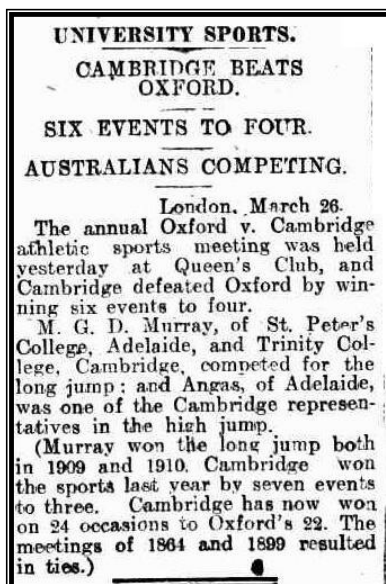 UNIVERSITY SPORTS.
CAMBRIDGE BEATS
OXFORD.
SIX EVENTS TO FOUR.
AUSTRALIANS COMPETING.
London, March 26.
The annual Oxford v. Cambridge
athletic sports meeting was held
yesterday at Queen's Club, and
Cambridge defeated Oxford by win-
ning six events to four.
M. G. D. Murray, of St. Peter's
College, Adelaide, and Trinity Col-
lege, Cambridge, competed for the
long jump; and Angas, of Adelaide,
was one of the Cambridge represen-
tatives in the high jump.
(Murray won the long jump both
in 1909 and 1910. Cambridge won
the sports last year by seven events
to three. Cambridge has now won
on 24 occasions to Oxford's 22. The
meetings of 1864 and 1899 resulted
in ties.)